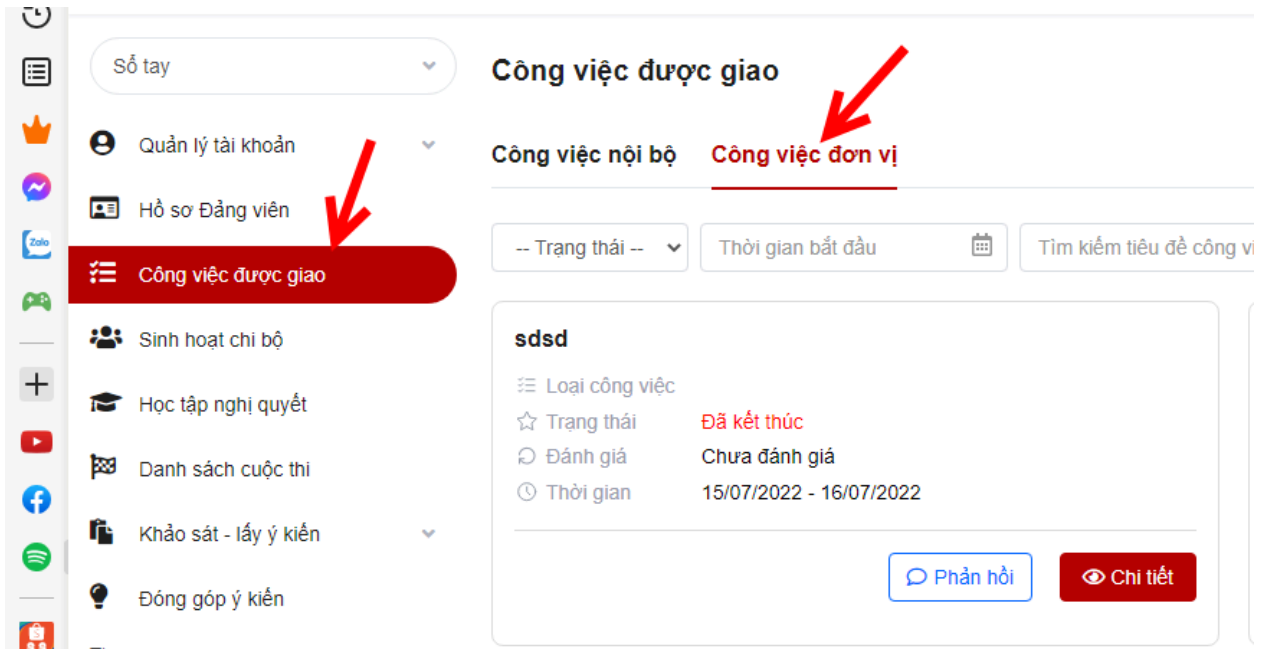 Sổ tay
Quản lý tài khoản
Hồ sơ Đảng viên
Công việc được giao
Sinh hoạt chi bộ
Học tập nghị quyết
Danh sách cuộc thi
Khảo sát - lấy ý kiến
Đóng góp ý kiến
Zalo
Công việc được giao
Công việc nội bộ Công việc đơn vị
-- Trạng thái -- Thời gian bắt đầu Tìm kiếm tiêu đề công vi
sdsd
Loại công việc
Trạng thái Đã kết thúc
Đánh giá Chưa đánh giá
Thời gian 15/07/2022 - 16/07/2022
Phản hồi Chi tiết